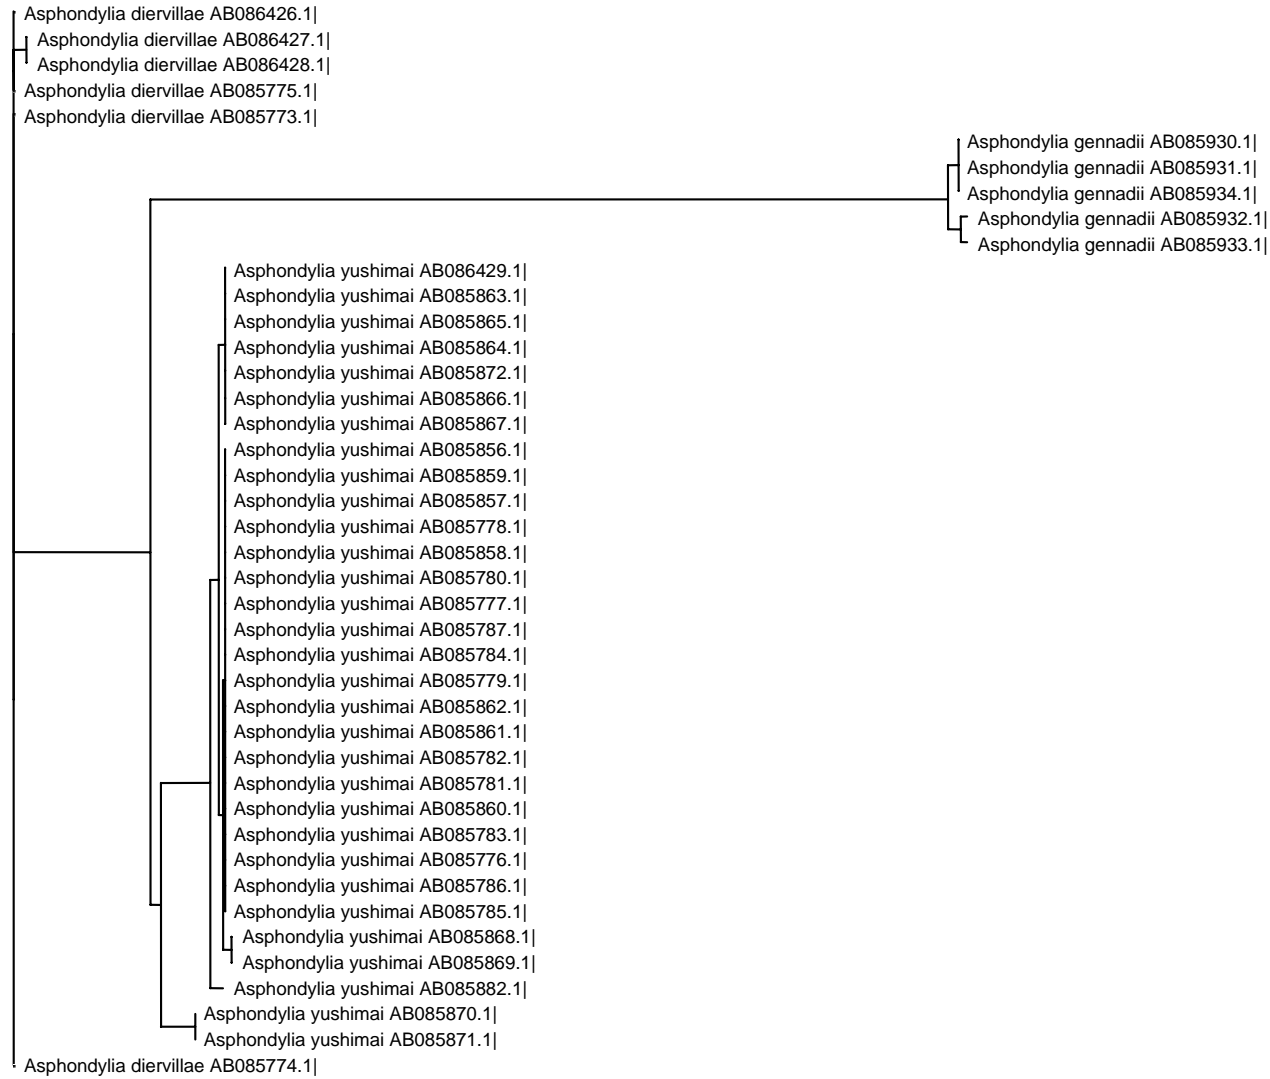 Asphondylia diervillae AB086426.1|
Asphondylia diervillae AB086427.1|
Asphondylia diervillae AB086428.1|
Asphondylia diervillae AB085775.1|
Asphondylia diervillae AB085773.1|
Asphondylia gennadii AB085930.1|
Asphondylia gennadii AB085931.1|
Asphondylia gennadii AB085934.1|
Asphondylia gennadii AB085932.1|
Asphondylia gennadii AB085933.1|
Asphondylia yushimai AB086429.1|
Asphondylia yushimai AB085863.1|
Asphondylia yushimai AB085865.1|
Asphondylia yushimai AB085864.1|
Asphondylia yushimai AB085872.1|
Asphondylia yushimai AB085866.1|
Asphondylia yushimai AB085867.1|
Asphondylia yushimai AB085856.1|
Asphondylia yushimai AB085859.1|
Asphondylia yushimai AB085857.1|
Asphondylia yushimai AB085778.1|
Asphondylia yushimai AB085858.1|
Asphondylia yushimai AB085780.1|
Asphondylia yushimai AB085777.1|
Asphondylia yushimai AB085787.1|
Asphondylia yushimai AB085784.1|
Asphondylia yushimai AB085779.1|
Asphondylia yushimai AB085862.1|
Asphondylia yushimai AB085861.1|
Asphondylia yushimai AB085782.1|
Asphondylia yushimai AB085781.1|
Asphondylia yushimai AB085860.1|
Asphondylia yushimai AB085783.1|
Asphondylia yushimai AB085776.1|
Asphondylia yushimai AB085786.1|
Asphondylia yushimai AB085785.1|
Asphondylia yushimai AB085868.1|
Asphondylia yushimai AB085869.1|
Asphondylia yushimai AB085882.1|
Asphondylia yushimai AB085870.1|
Asphondylia yushimai AB085871.1|
Asphondylia diervillae AB085774.1|